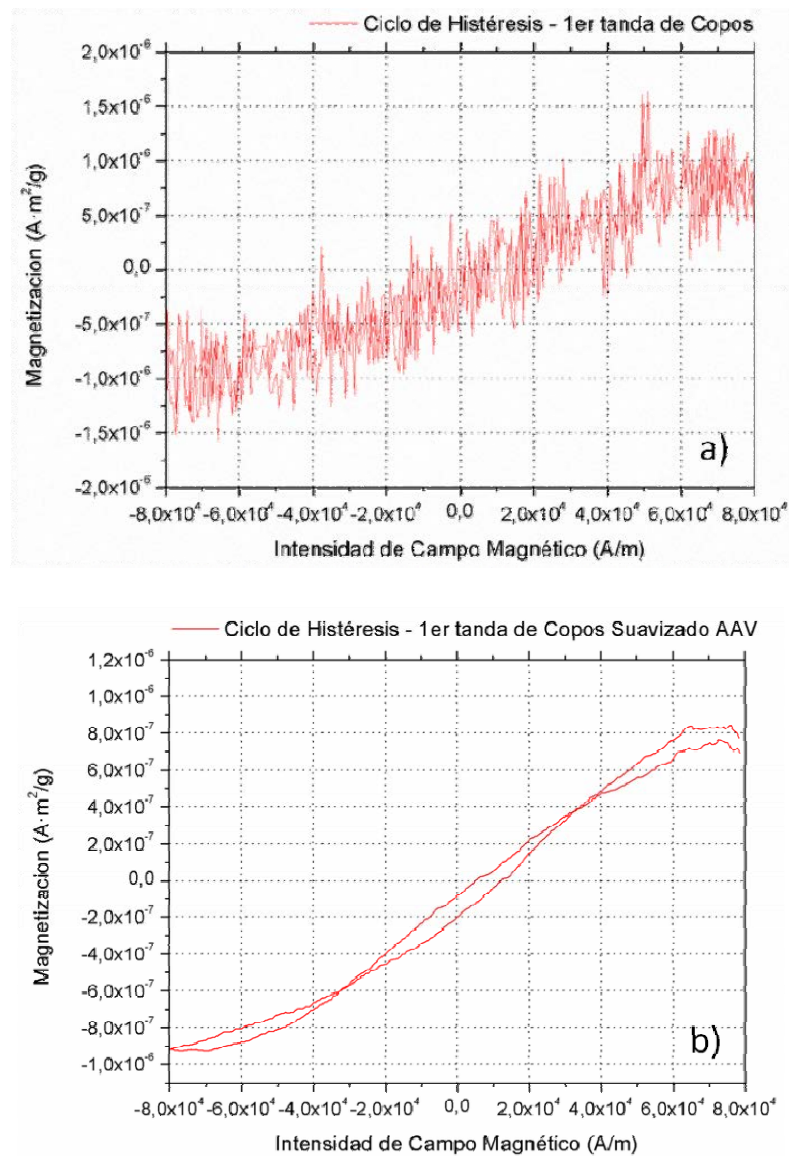 Ciclo de Histéresis - 1er tanda de Copos
2,0x10⁻⁶
1,5x10⁻⁶
1,0x10⁻⁶
5,0x10⁻⁷
0,0
-5,0x10⁻⁷
-1,0x10⁻⁶
-1,5x10⁻⁶
-2,0x10⁻⁶
Magnetizacion (A·m²/g)
a)
-8,0x10⁴ -6,0x10⁴ -4,0x10⁴ -2,0x10⁴ 0,0 2,0x10⁴ 4,0x10⁴ 6,0x10⁴ 8,0x10⁴
Intensidad de Campo Magnético (A/m)
Ciclo de Histéresis - 1er tanda de Copos Suavizado AAV
1,2x10⁻⁶
1,0x10⁻⁶
8,0x10⁻⁷
6,0x10⁻⁷
4,0x10⁻⁷
2,0x10⁻⁷
0,0
-2,0x10⁻⁷
-4,0x10⁻⁷
-6,0x10⁻⁷
-8,0x10⁻⁷
-1,0x10⁻⁶
Magnetizacion (A·m²/g)
b)
-8,0x10⁴ -6,0x10⁴ -4,0x10⁴ -2,0x10⁴ 0,0 2,0x10⁴ 4,0x10⁴ 6,0x10⁴ 8,0x10⁴
Intensidad de Campo Magnético (A/m)